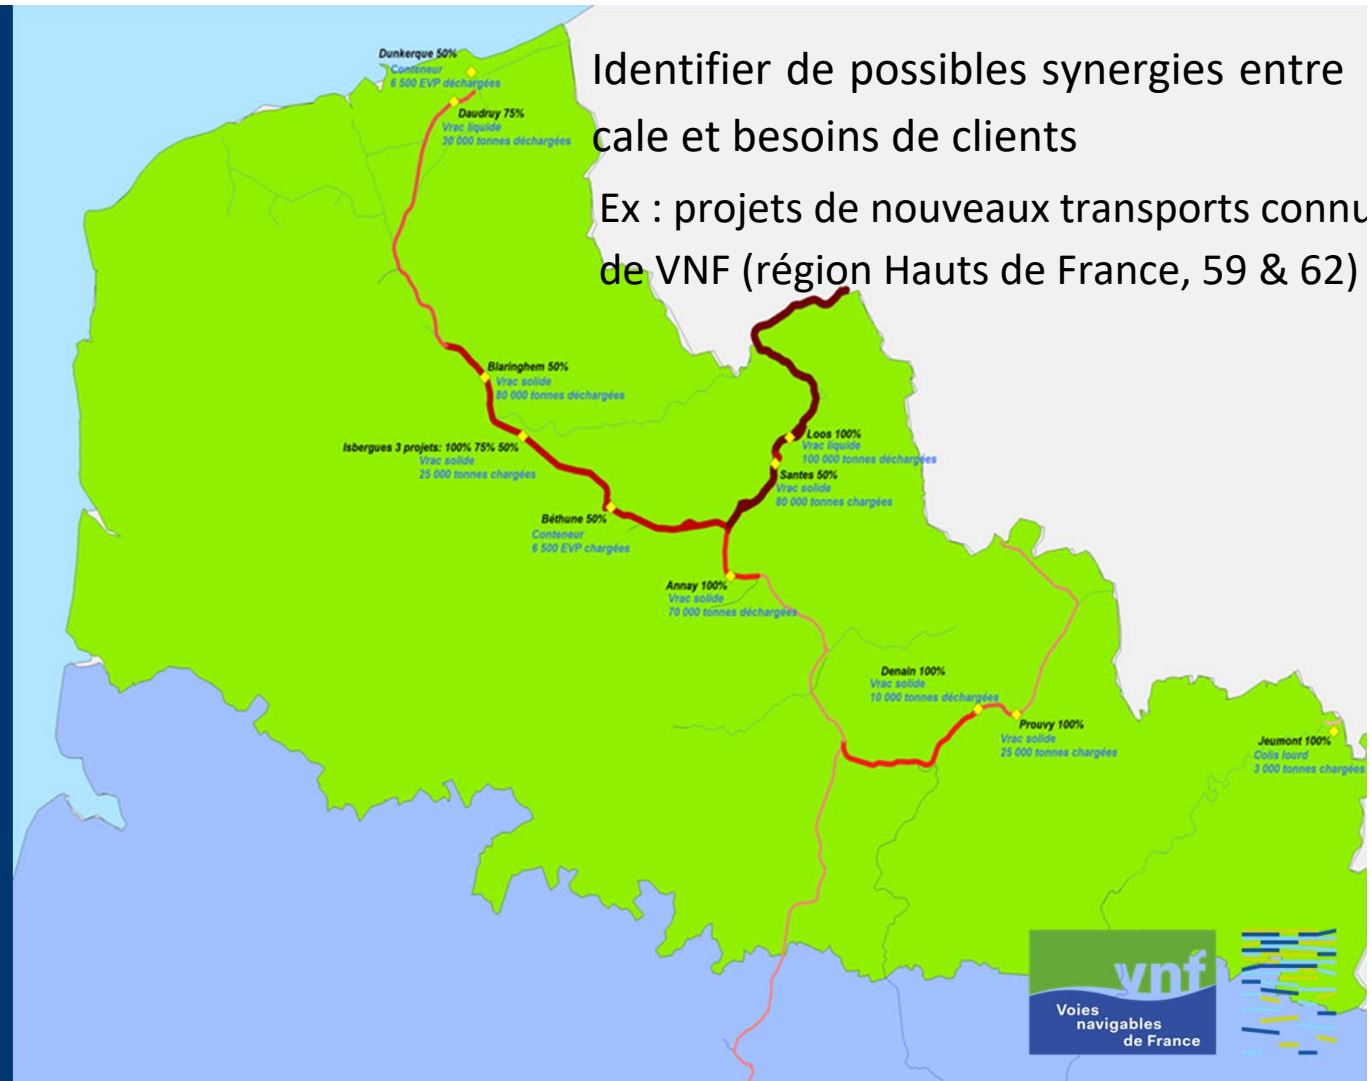 Identifier de possibles synergies entre
cale et besoins de clients
Ex : projets de nouveaux transports connu
de VNF (région Hauts de France, 59 & 62)
Dunkerque 50%
Conteneur
6 500 EVP déchargées
Daudruy 75%
Vrac liquide
30 000 tonnes déchargées
Blaringhem 50%
Vrac solide
80 000 tonnes déchargées
Isbergues 3 projets: 100% 75% 50%
Vrac solide
25 000 tonnes chargées
Loos 100%
Vrac liquide
100 000 tonnes déchargées
Santes 50%
Vrac solide
80 000 tonnes chargées
Béthune 50%
Conteneur
6 500 EVP chargées
Annay 100%
Vrac solide
70 000 tonnes déchargées
Denain 100%
Vrac solide
10 000 tonnes déchargées
Prouvy 100%
Vrac solide
25 000 tonnes chargées
Jeumont 100%
Colis lourd
3 000 tonnes chargées
vnf
Voies
navigables
de France